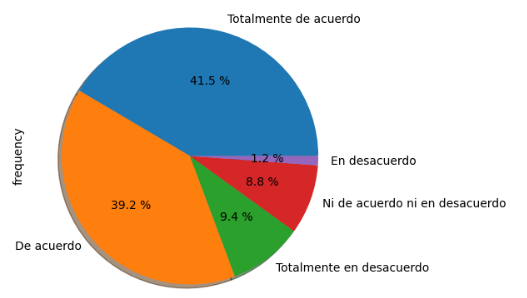 Totalmente de acuerdo
41.5 %
frequency
1.2 %
En desacuerdo
8.8 %
Ni de acuerdo ni en desacuerdo
39.2 %
9.4 %
De acuerdo
Totalmente en desacuerdo